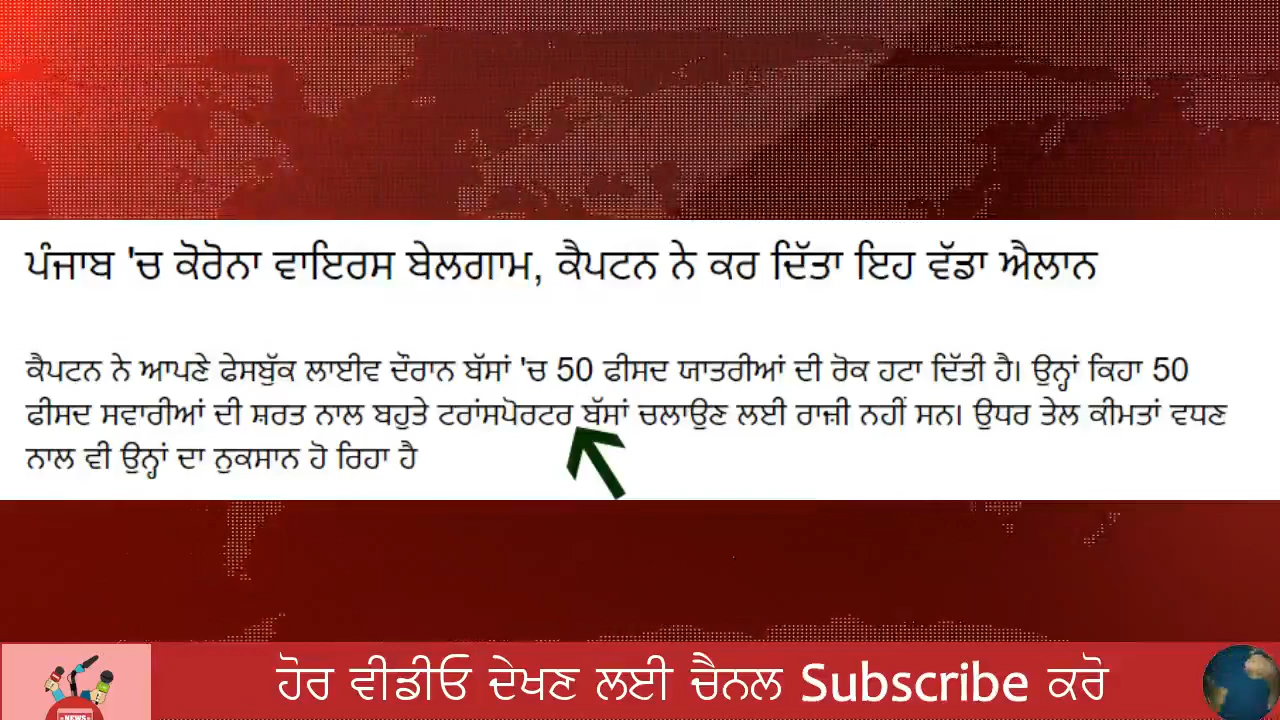 ਪੰਜਾਬ 'ਚ ਕੋਰੋਨਾ ਵਾਇਰਸ ਬੇਲਗਾਮ, ਕੈਪਟਨ ਨੇ ਕਰ ਦਿੱਤਾ ਇਹ ਵੱਡਾ ਐਲਾਨ
ਕੈਪਟਨ ਨੇ ਆਪਣੇ ਫੇਸਬੁੱਕ ਲਾਈਵ ਦੌਰਾਨ ਬੱਸਾਂ 'ਚ 50 ਫੀਸਦ ਯਾਤਰੀਆਂ ਦੀ ਰੋਕ ਹਟਾ ਦਿੱਤੀ ਹੈ। ਉਨ੍ਹਾਂ ਕਿਹਾ 50
ਫੀਸਦ ਸਵਾਰੀਆਂ ਦੀ ਸ਼ਰਤ ਨਾਲ ਬਹੁਤੇ ਟਰਾਂਸਪੋਰਟਰ ਬੱਸਾਂ ਚਲਾਉਣ ਲਈ ਰਾਜ਼ੀ ਨਹੀਂ ਸਨ। ਉਧਰ ਤੇਲ ਕੀਮਤਾਂ ਵਧਣ
ਨਾਲ ਵੀ ਉਨ੍ਹਾਂ ਦਾ ਨੁਕਸਾਨ ਹੋ ਰਿਹਾ ਹੈ
ਹੋਰ ਵੀਡੀਓ ਦੇਖਣ ਲਈ ਚੈਨਲ Subscribe ਕਰੋ
NEWS